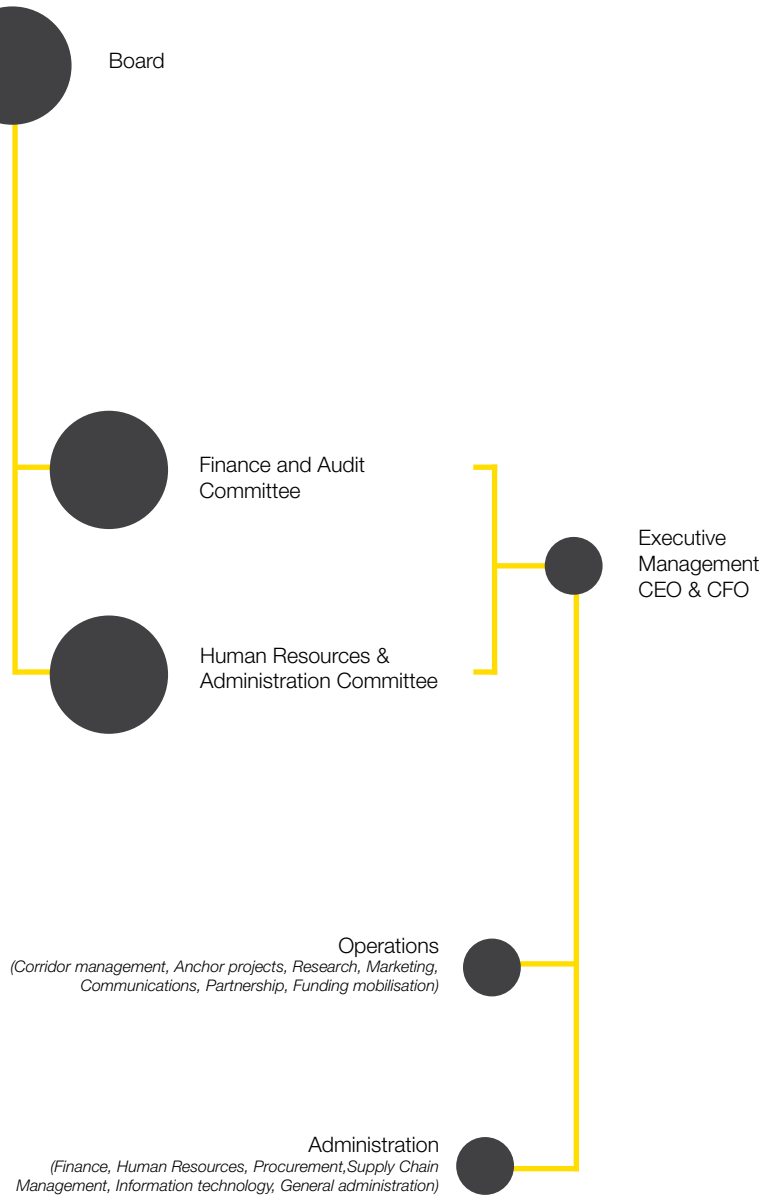 Board
Finance and Audit
Committee
Executive
Management
CEO & CFO
Human Resources &
Administration Committee
Operations
(Corridor management, Anchor projects, Research, Marketing,
Communications, Partnership, Funding mobilisation)
Administration
(Finance, Human Resources, Procurement,Supply Chain
Management, Information technology, General administration)